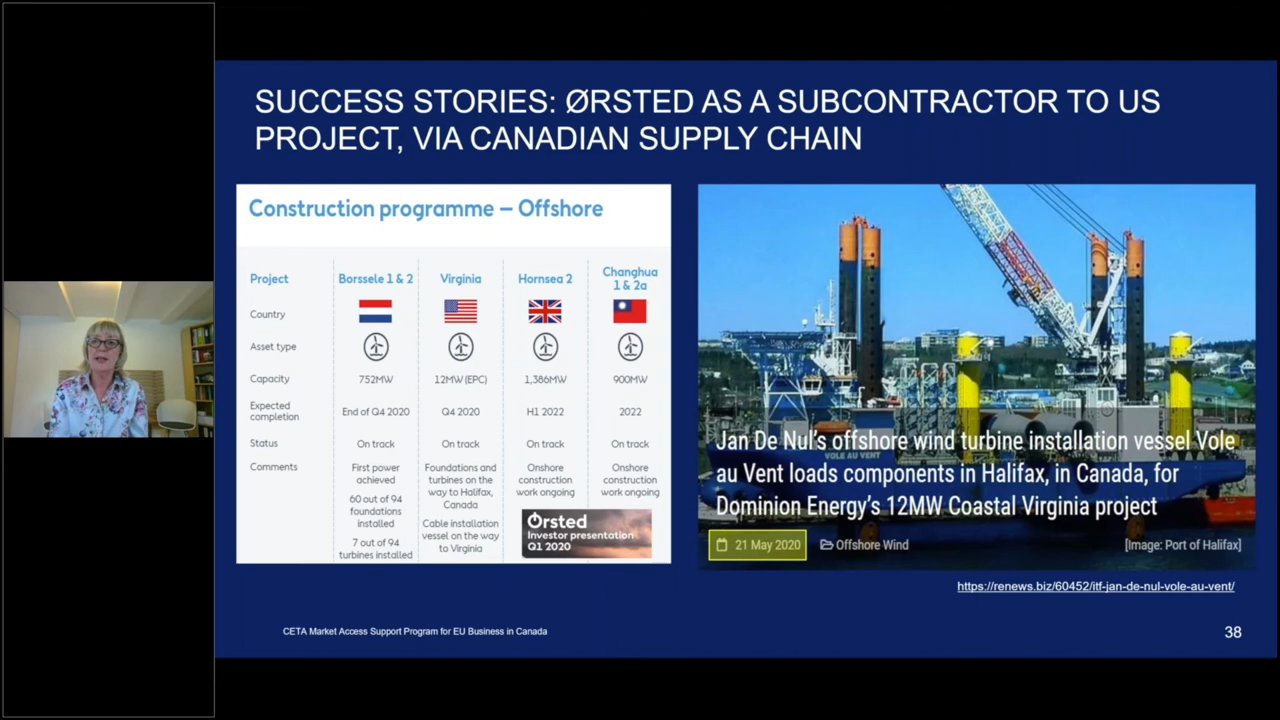 SUCCESS STORIES: ØRSTED AS A SUBCONTRACTOR TO US
PROJECT, VIA CANADIAN SUPPLY CHAIN
Construction programme – Offshore
Project Borssele 1 & 2 Virginia Hornsea 2 Changhua 1 & 2a
Country
Asset type
Capacity 752MW 12MW (EPC) 1,386MW 900MW
Expected completion End of Q4 2020 Q4 2020 H1 2022 2022
Status On track On track On track On track
Comments
First power
achieved
60 out of 94
foundations
installed
7 out of 94
turbines installed
Foundations and
turbines on the
way to Halifax,
Canada
Cable installation
vessel on the way
to Virginia
Onshore
construction
work ongoing
Onshore
construction
work ongoing
Ørsted
Investor presentation
Q1 2020
VOLE AU VENT
Jan De Nul's offshore wind turbine installation vessel Vole
au Vent loads components in Halifax, in Canada, for
Dominion Energy's 12MW Coastal Virginia project
21 May 2020 Offshore Wind [Image: Port of Halifax]
https://renews.biz/60452/itf-jan-de-nul-vole-au-vent/
CETA Market Access Support Program for EU Business in Canada
38